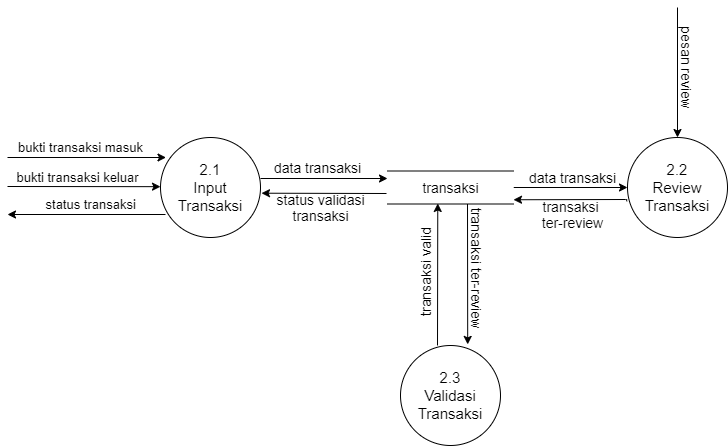 pesan review
bukti transaksi masuk
bukti transaksi keluar
status transaksi
2.1
Input
Transaksi
data transaksi
status validasi
transaksi
transaksi
data transaksi
transaksi
ter-review
2.2
Review
Transaksi
transaksi valid
transaksi ter-review
2.3
Validasi
Transaksi